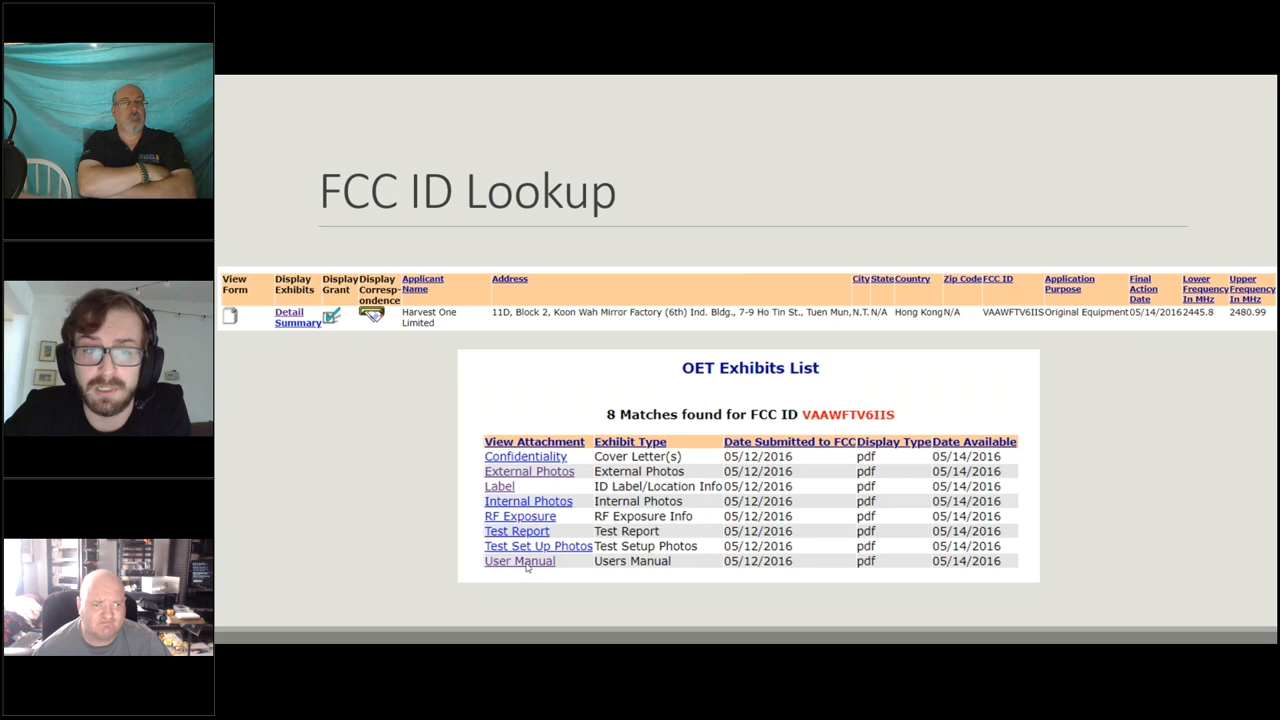 FCC ID Lookup
View Form Display Exhibits Display Grant Display Corresp-ondence Applicant Name Address City State Country Zip Code FCC ID Application Purpose Final Action Date Lower Frequency In MHz Upper Frequency In MHz
Detail Summary Harvest One Limited 11D, Block 2, Koon Wah Mirror Factory (6th) Ind. Bldg., 7-9 Ho Tin St., Tuen Mun, N.T. N/A Hong Kong N/A VAAWFTV6IIS Original Equipment 05/14/2016 2445.8 2480.99
OET Exhibits List
8 Matches found for FCC ID VAAWFTV6IIS
View Attachment Exhibit Type Date Submitted to FCC Display Type Date Available
Confidentiality Cover Letter(s) 05/12/2016 pdf 05/14/2016
External Photos External Photos 05/12/2016 pdf 05/14/2016
Label ID Label/Location Info 05/12/2016 pdf 05/14/2016
Internal Photos Internal Photos 05/12/2016 pdf 05/14/2016
RF Exposure RF Exposure Info 05/12/2016 pdf 05/14/2016
Test Report Test Report 05/12/2016 pdf 05/14/2016
Test Set Up Photos Test Setup Photos 05/12/2016 pdf 05/14/2016
User Manual Users Manual 05/12/2016 pdf 05/14/2016